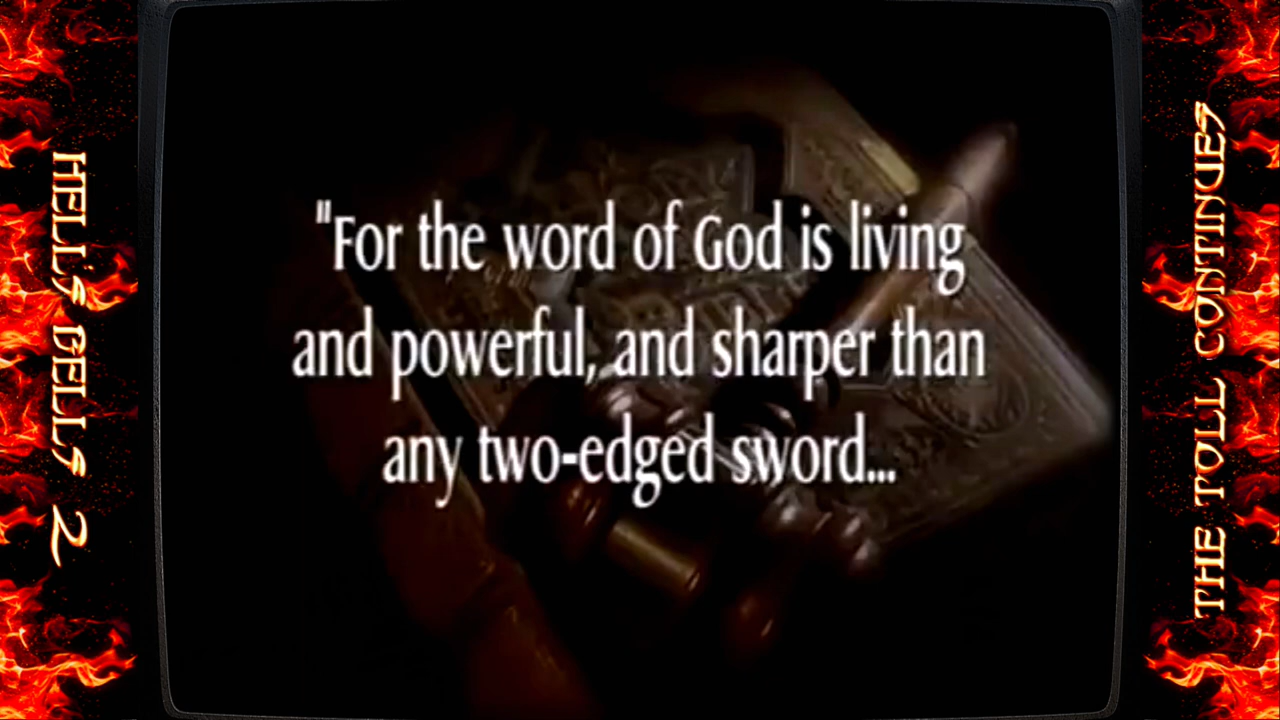 HELL'S BELLS 2
"For the word of God is living
and powerful, and sharper than
any two-edged sword...
THE TOLL CONTINUES